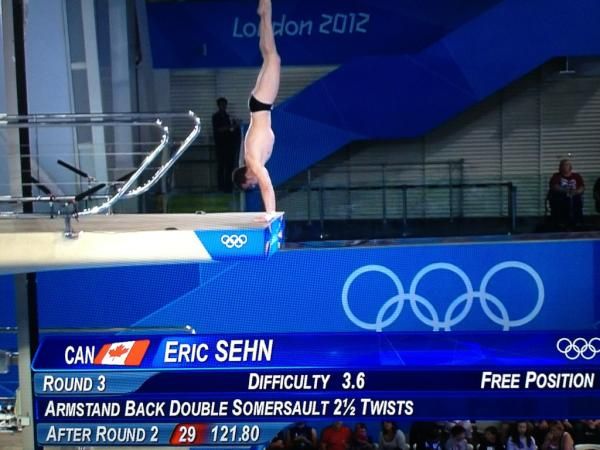 London 2012
CAN ERIC SEHN
ROUND 3 DIFFICULTY 3.6 FREE POSITION
ARMSTAND BACK DOUBLE SOMERSAULT 2½ TWISTS
AFTER ROUND 2 29 121.80